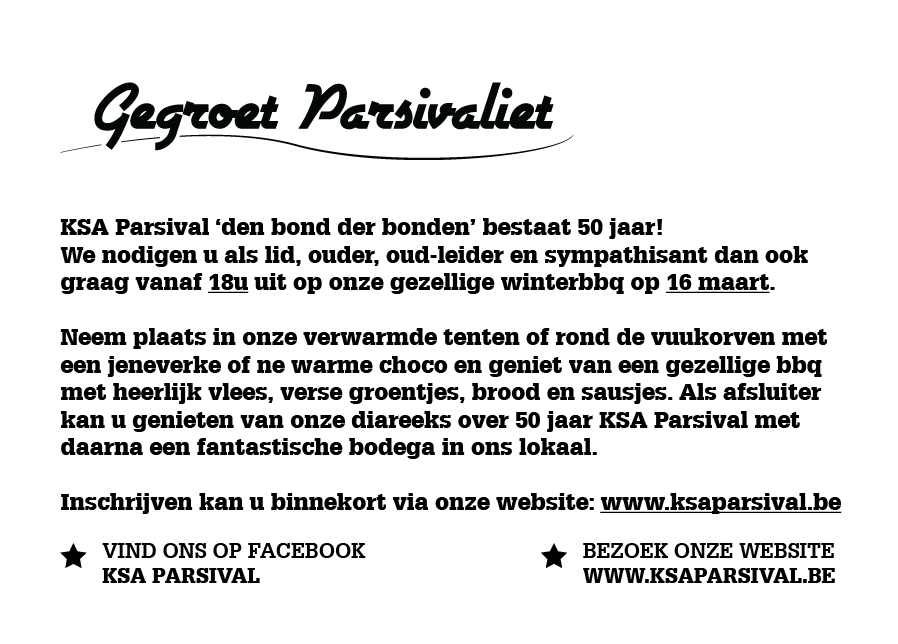 Gegroet Parsivaliet
KSA Parsival ‘den bond der bonden’ bestaat 50 jaar!
We nodigen u als lid, ouder, oud-leider en sympathisant dan ook
graag vanaf 18u uit op onze gezellige winterbbq op 16 maart.
Neem plaats in onze verwarmde tenten of rond de vuukorven met
een jeneverke of ne warme choco en geniet van een gezellige bbq
met heerlijk vlees, verse groentjes, brood en sausjes. Als afsluiter
kan u genieten van onze diareeks over 50 jaar KSA Parsival met
daarna een fantastische bodega in ons lokaal.
Inschrijven kan u binnekort via onze website: www.ksaparsival.be
VIND ONS OP FACEBOOK
KSA PARSIVAL
BEZOEK ONZE WEBSITE
WWW.KSAPARSIVAL.BE